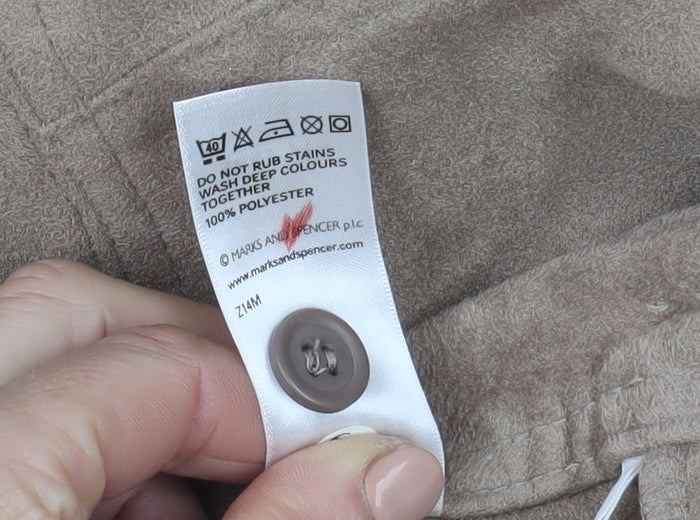 40
DO NOT RUB STAINS
WASH DEEP COLOURS
TOGETHER
100% POLYESTER
© MARKS AND SPENCER p.l.c.
www.marksandspencer.com
Z14M